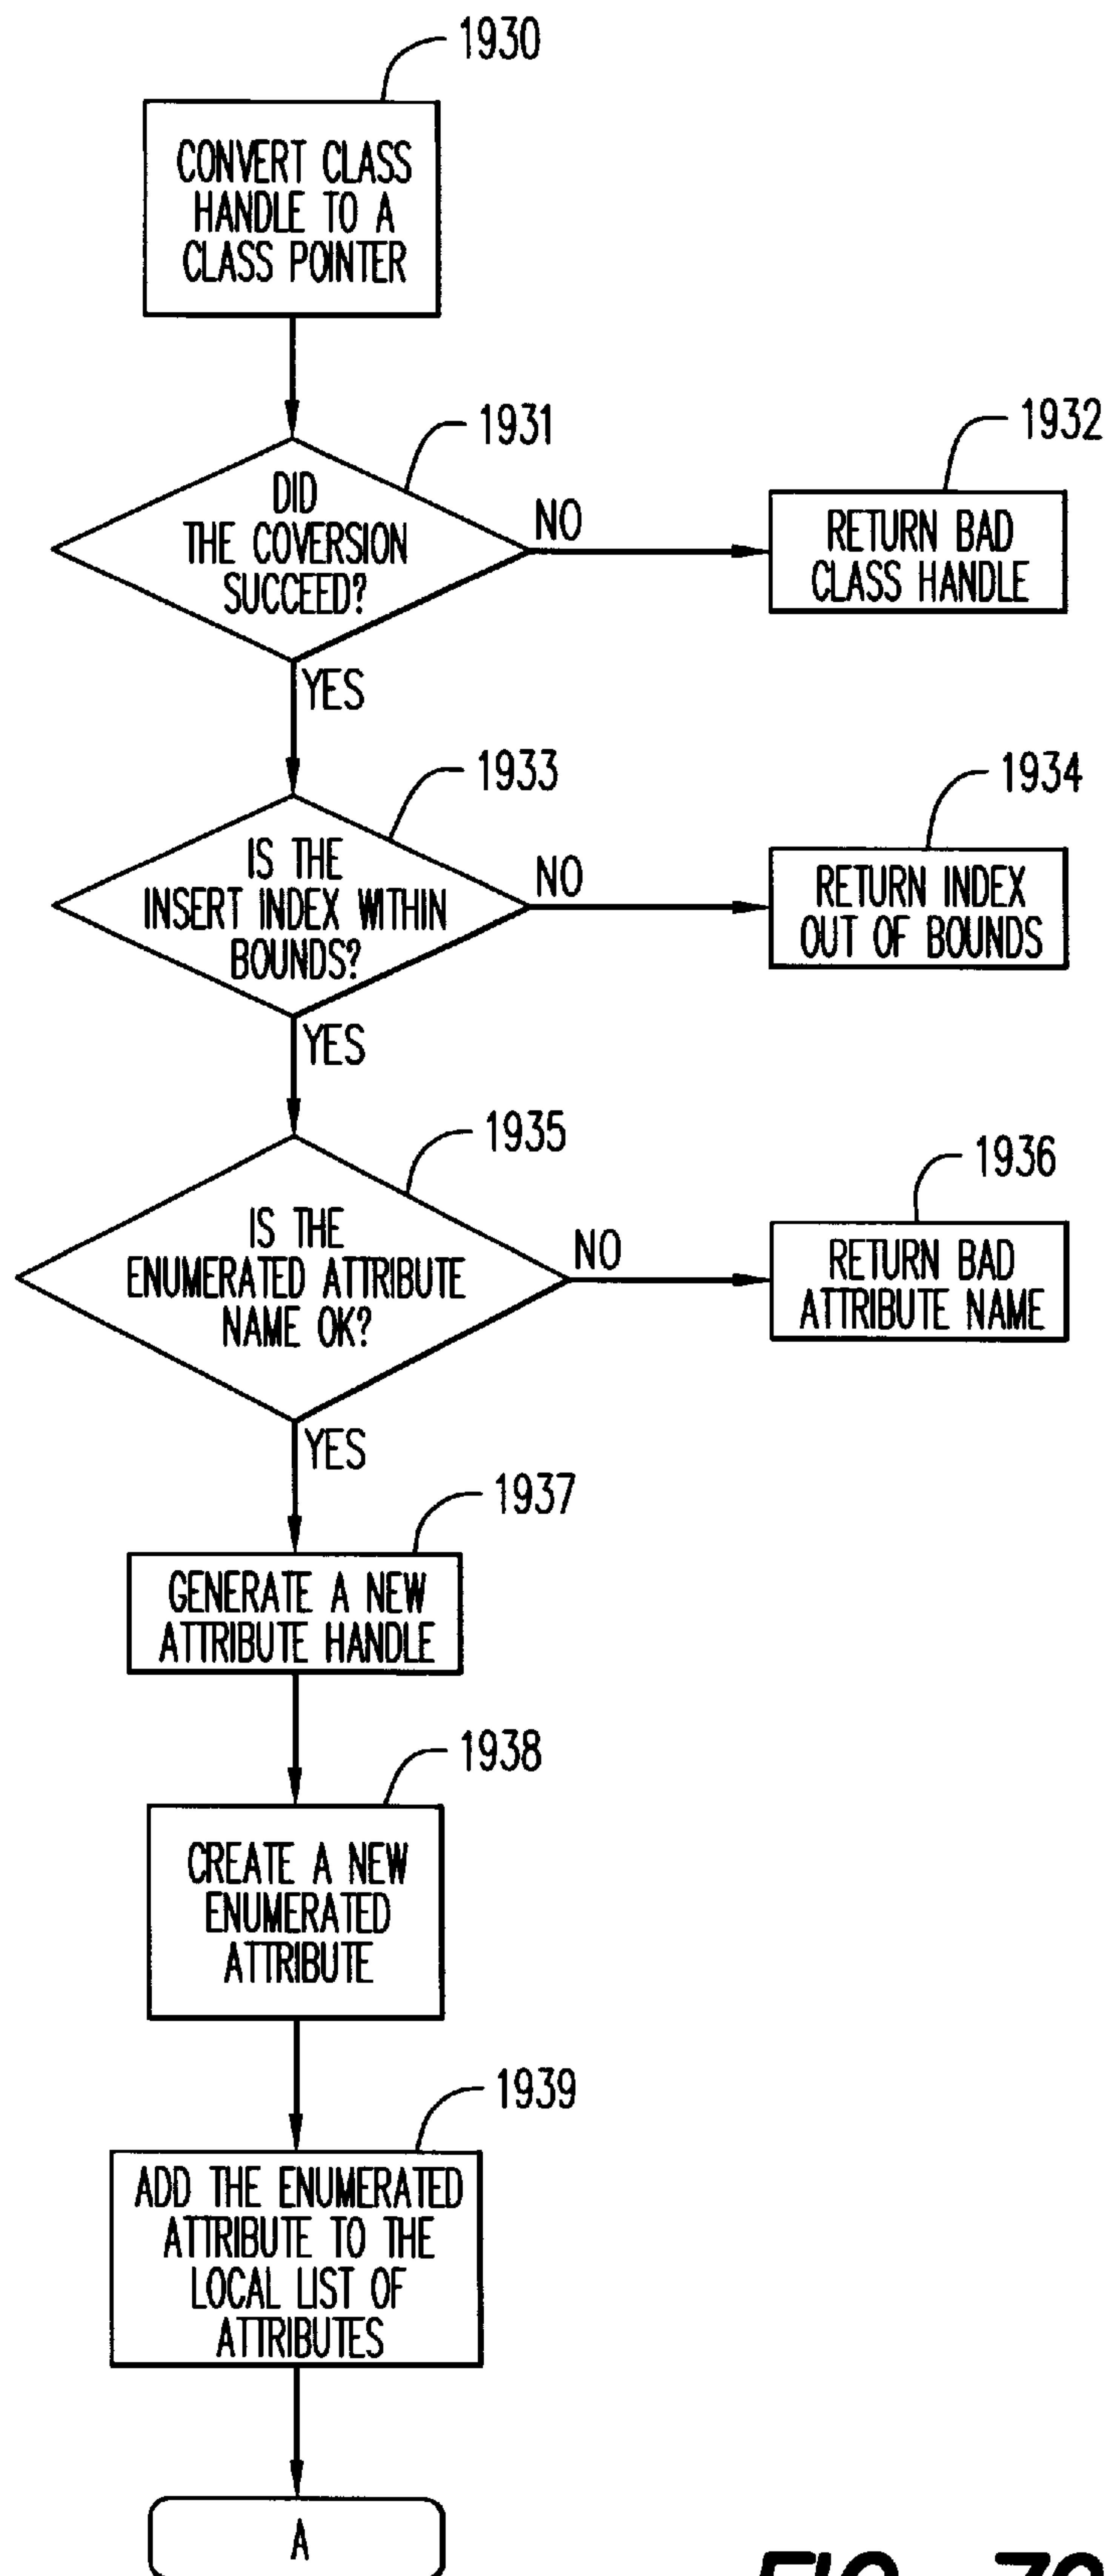 1930
CONVERT CLASS
HANDLE TO A
CLASS POINTER
1931
DID
THE COVERSION
SUCCEED?
NO
1932
RETURN BAD
CLASS HANDLE
YES
1933
IS THE
INSERT INDEX WITHIN
BOUNDS?
NO
1934
RETURN INDEX
OUT OF BOUNDS
YES
1935
IS THE
ENUMERATED ATTRIBUTE
NAME OK?
NO
1936
RETURN BAD
ATTRIBUTE NAME
YES
1937
GENERATE A NEW
ATTRIBUTE HANDLE
1938
CREATE A NEW
ENUMERATED
ATTRIBUTE
1939
ADD THE ENUMERATED
ATTRIBUTE TO THE
LOCAL LIST OF
ATTRIBUTES
A